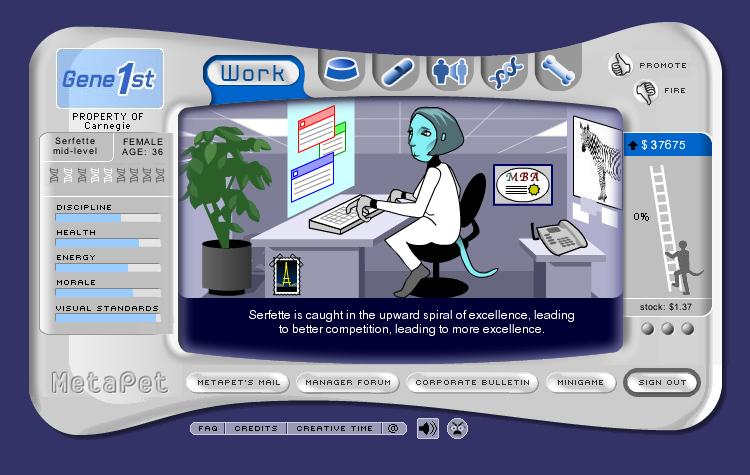 Gene1st
PROPERTY OF
Carnegie
Serfette
mid-level
FEMALE
AGE: 36
DISCIPLINE
HEALTH
ENERGY
MORALE
VISUAL STANDARDS
Work
PROMOTE
FIRE
$37675
0%
stock: $1.37
MBA
Serfette is caught in the upward spiral of excellence, leading
to better competition, leading to more excellence.
MetaPet
METAPET'S MAIL
MANAGER FORUM
CORPORATE BULLETIN
MINIGAME
SIGN OUT
FAQ
CREDITS
CREATIVE TIME
@